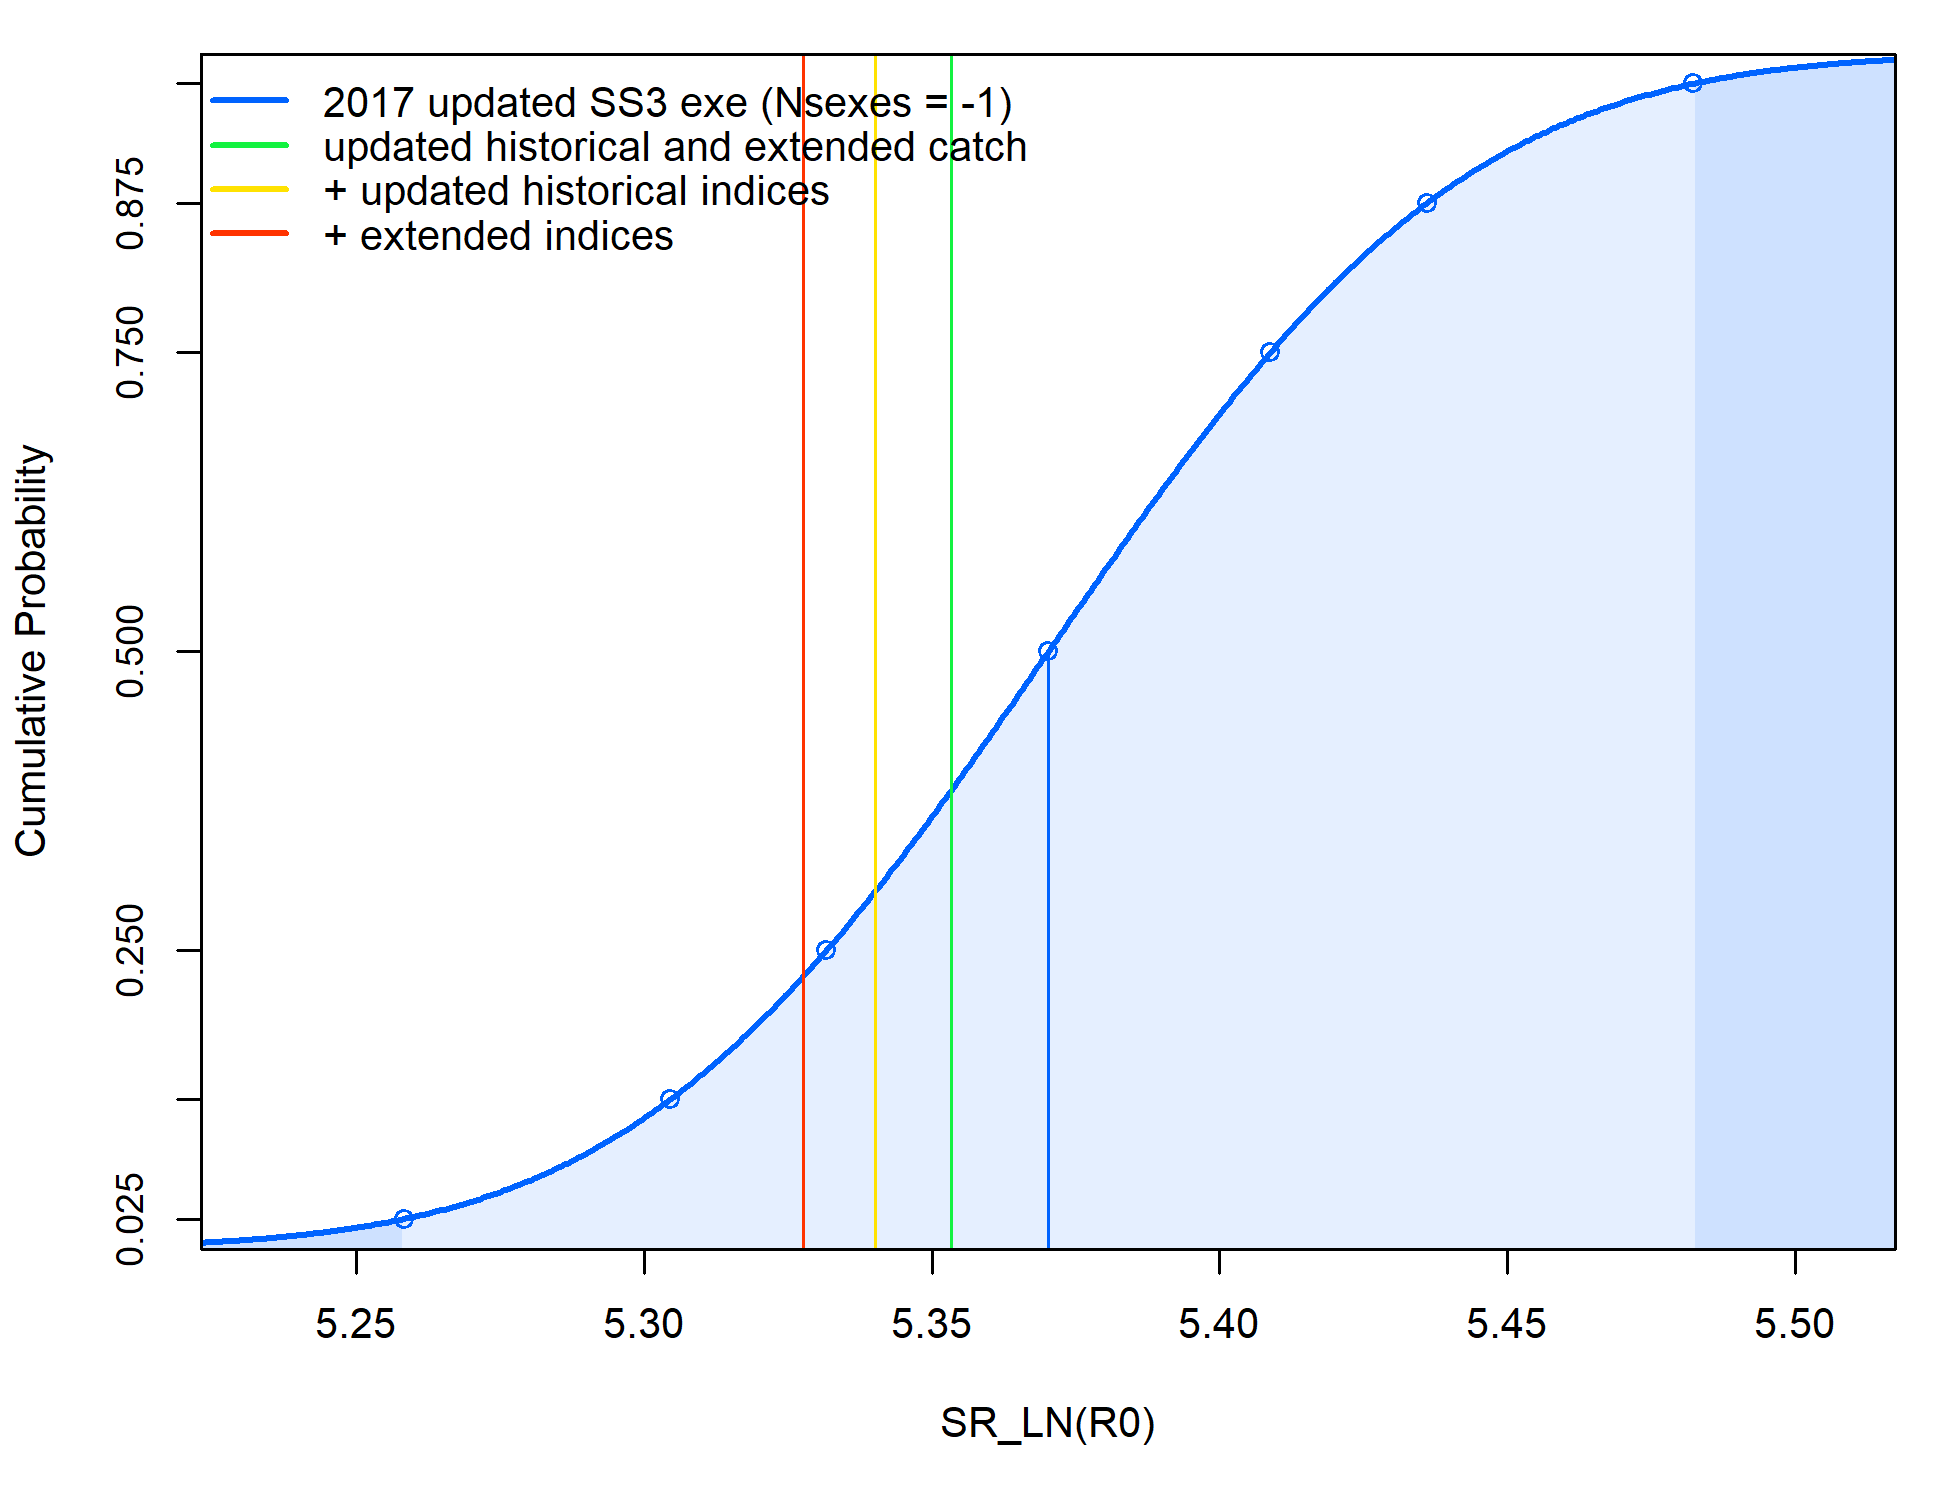 2017 updated SS3 exe (Nsexes = -1)
updated historical and extended catch
+ updated historical indices
+ extended indices
Cumulative Probability
0.875
0.750
0.500
0.250
0.025
5.25 5.30 5.35 5.40 5.45 5.50
SR_LN(R0)